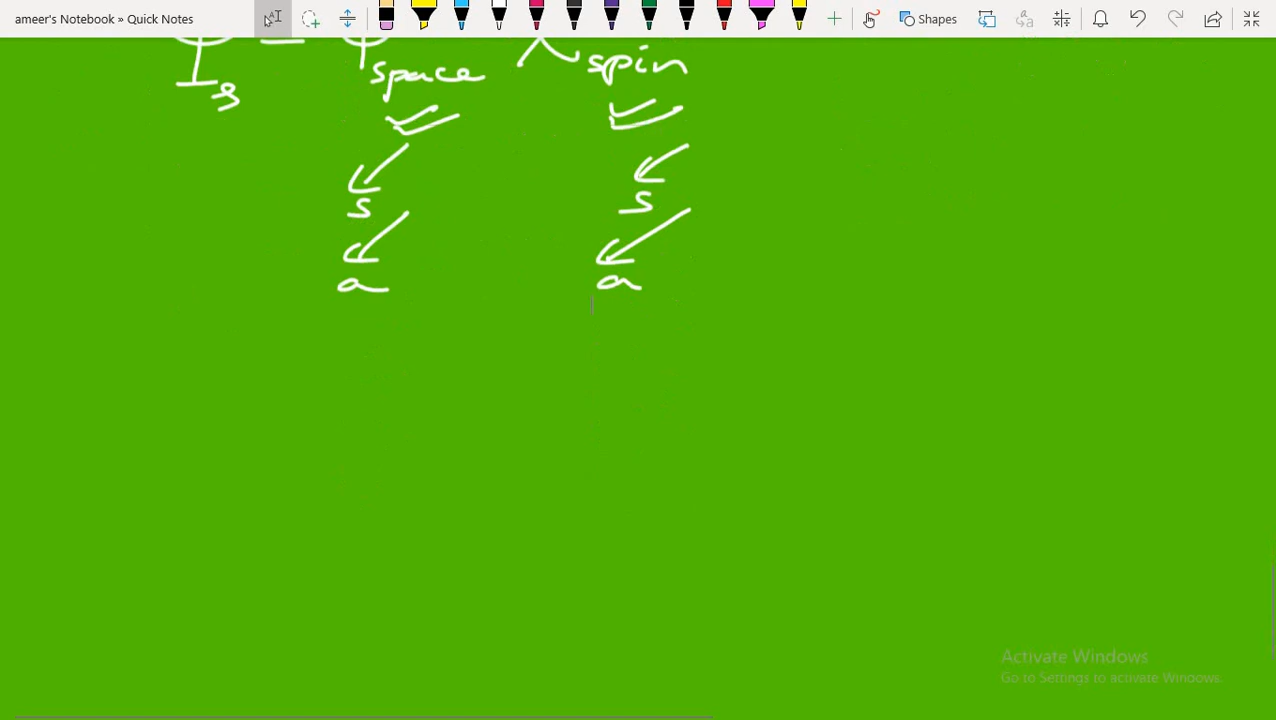 ameer's Notebook » Quick Notes
Shapes
space spin
s s
a a
Activate Windows
Go to Settings to activate Windows.